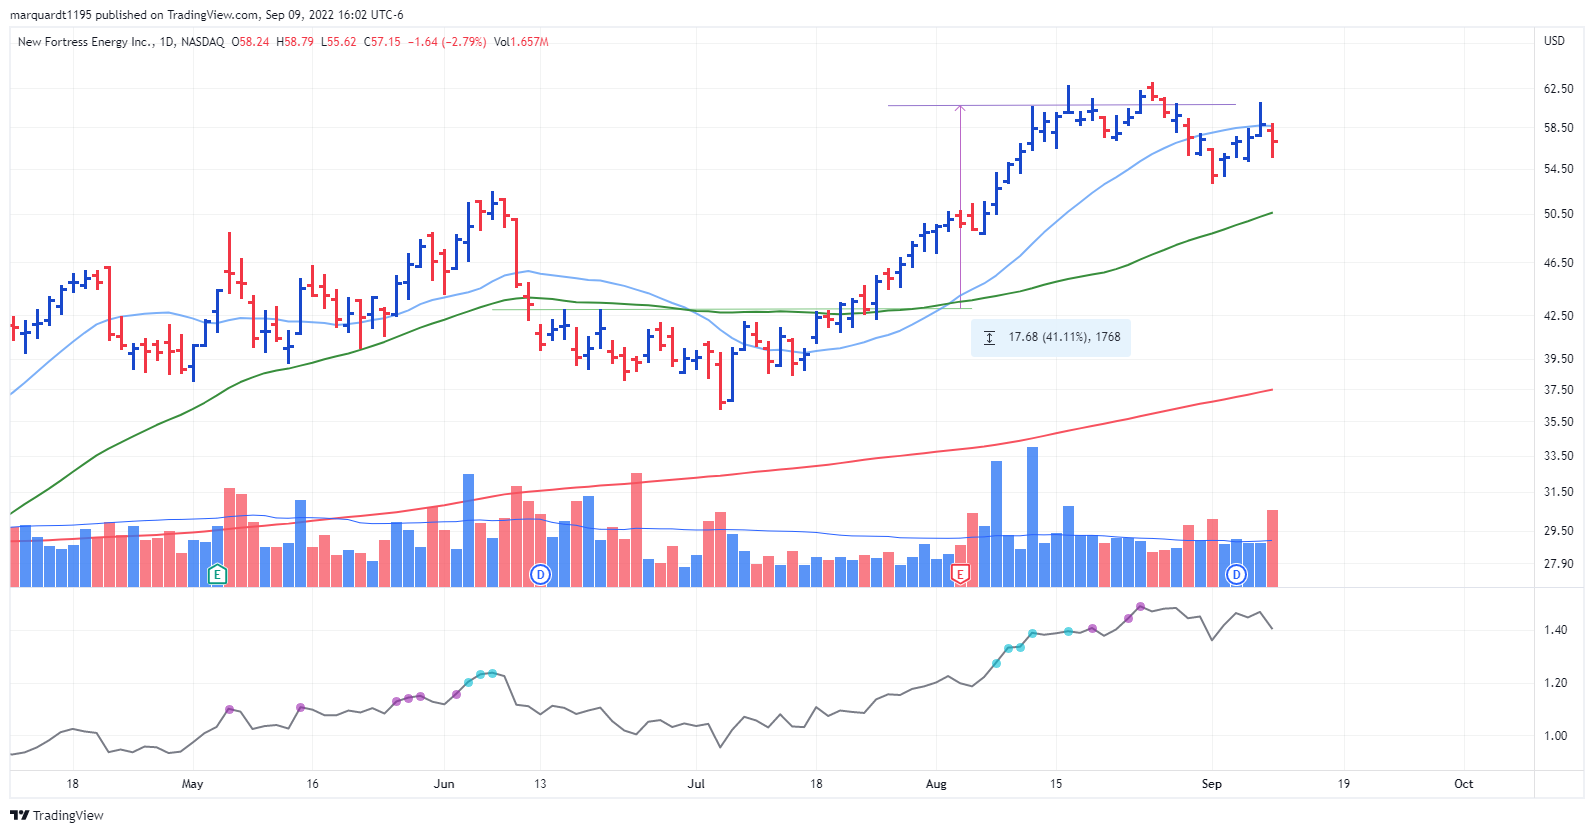 marquardt1195 published on TradingView.com, Sep 09, 2022 16:02 UTC-6
New Fortress Energy Inc., 1D, NASDAQ O58.24 H58.79 L55.62 C57.15 −1.64 (−2.79%) Vol1.657M
USD
62.50
58.50
54.50
50.50
46.50
42.50
17.68 (41.11%), 1768
39.50
37.50
35.50
33.50
31.50
29.50
27.90
E D E D
1.40
1.20
1.00
18 May 16 Jun 13 Jul 18 Aug 15 Sep 19 Oct
TradingView